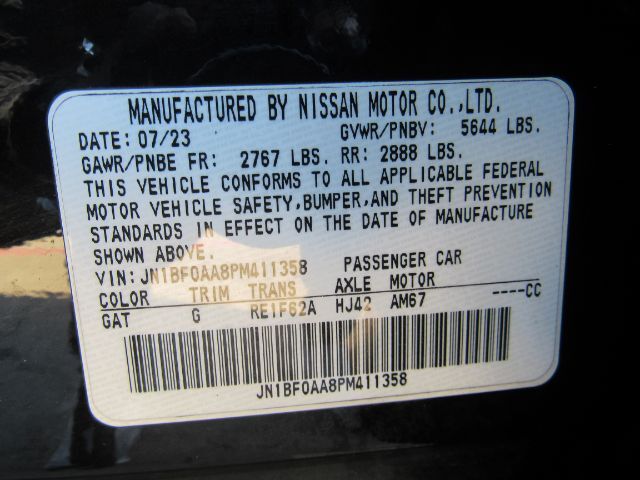 MANUFACTURED BY NISSAN MOTOR CO.,LTD.
DATE: 07/23 GVWR/PNBV: 5644 LBS.
GAWR/PNBE FR: 2767 LBS. RR: 2888 LBS.
THIS VEHICLE CONFORMS TO ALL APPLICABLE FEDERAL
MOTOR VEHICLE SAFETY,BUMPER,AND THEFT PREVENTION
STANDARDS IN EFFECT ON THE DATE OF MANUFACTURE
SHOWN ABOVE.
VIN: JN1BF0AA8PM411358 PASSENGER CAR
COLOR TRIM TRANS AXLE MOTOR
GAT G RE1F62A HJ42 AM67 ----CC
JN1BF0AA8PM411358